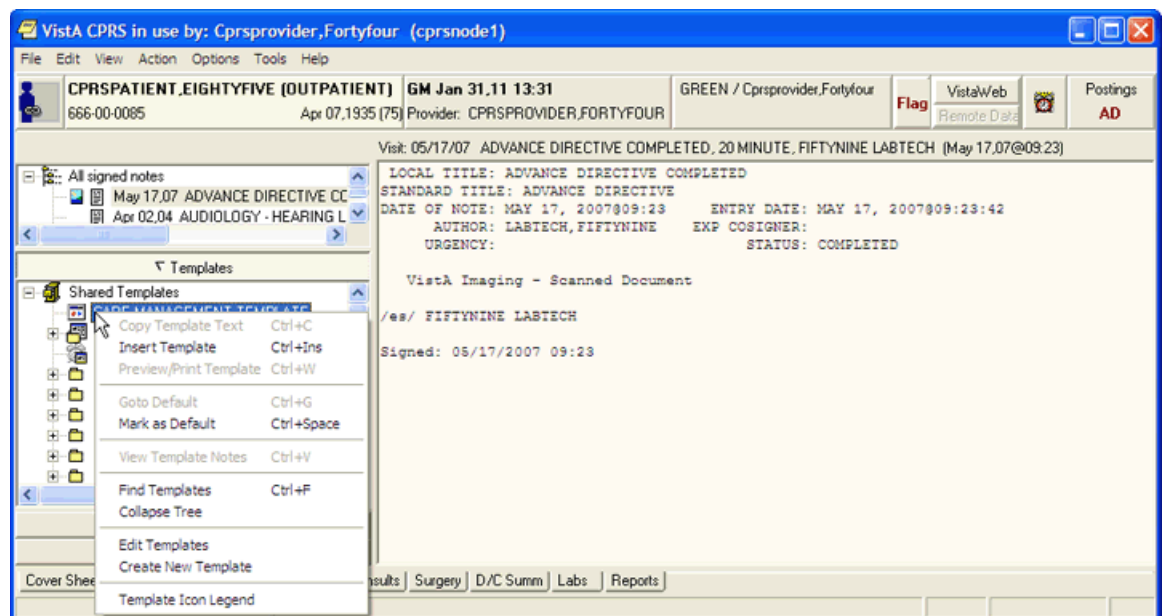 VistA CPRS in use by: Cprsprovider,Fortyfour (cprsnode1)
File Edit View Action Options Tools Help
CPRSPATIENT,EIGHTYFIVE (OUTPATIENT) GM Jan 31,11 13:31 GREEN / Cprsprovider,Fortyfour Flag VistaWeb Postings
666-00-0085 Apr 07,1935 (75) Provider: CPRSPROVIDER,FORTYFOUR Remote Data AD
Visit: 05/17/07 ADVANCE DIRECTIVE COMPLETED, 20 MINUTE, FIFTYNINE LABTECH (May 17,07@09:23)
All signed notes
May 17,07 ADVANCE DIRECTIVE CC
Apr 02,04 AUDIOLOGY - HEARING L
Templates
Shared Templates
CARE MANAGEMENT TEMPLATE
Copy Template Text Ctrl+C
Insert Template Ctrl+Ins
Preview/Print Template Ctrl+W
Goto Default Ctrl+G
Mark as Default Ctrl+Space
View Template Notes Ctrl+V
Find Templates Ctrl+F
Collapse Tree
Edit Templates
Create New Template
Template Icon Legend
LOCAL TITLE: ADVANCE DIRECTIVE COMPLETED
STANDARD TITLE: ADVANCE DIRECTIVE
DATE OF NOTE: MAY 17, 2007@09:23 ENTRY DATE: MAY 17, 2007@09:23:42
AUTHOR: LABTECH,FIFTYNINE EXP COSIGNER:
URGENCY: STATUS: COMPLETED
VistA Imaging - Scanned Document
/es/ FIFTYNINE LABTECH
Signed: 05/17/2007 09:23
Cover Shee nsults Surgery D/C Summ Labs Reports